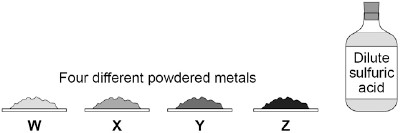 Four different powdered metals
Dilute
sulfuric
acid
W X Y Z